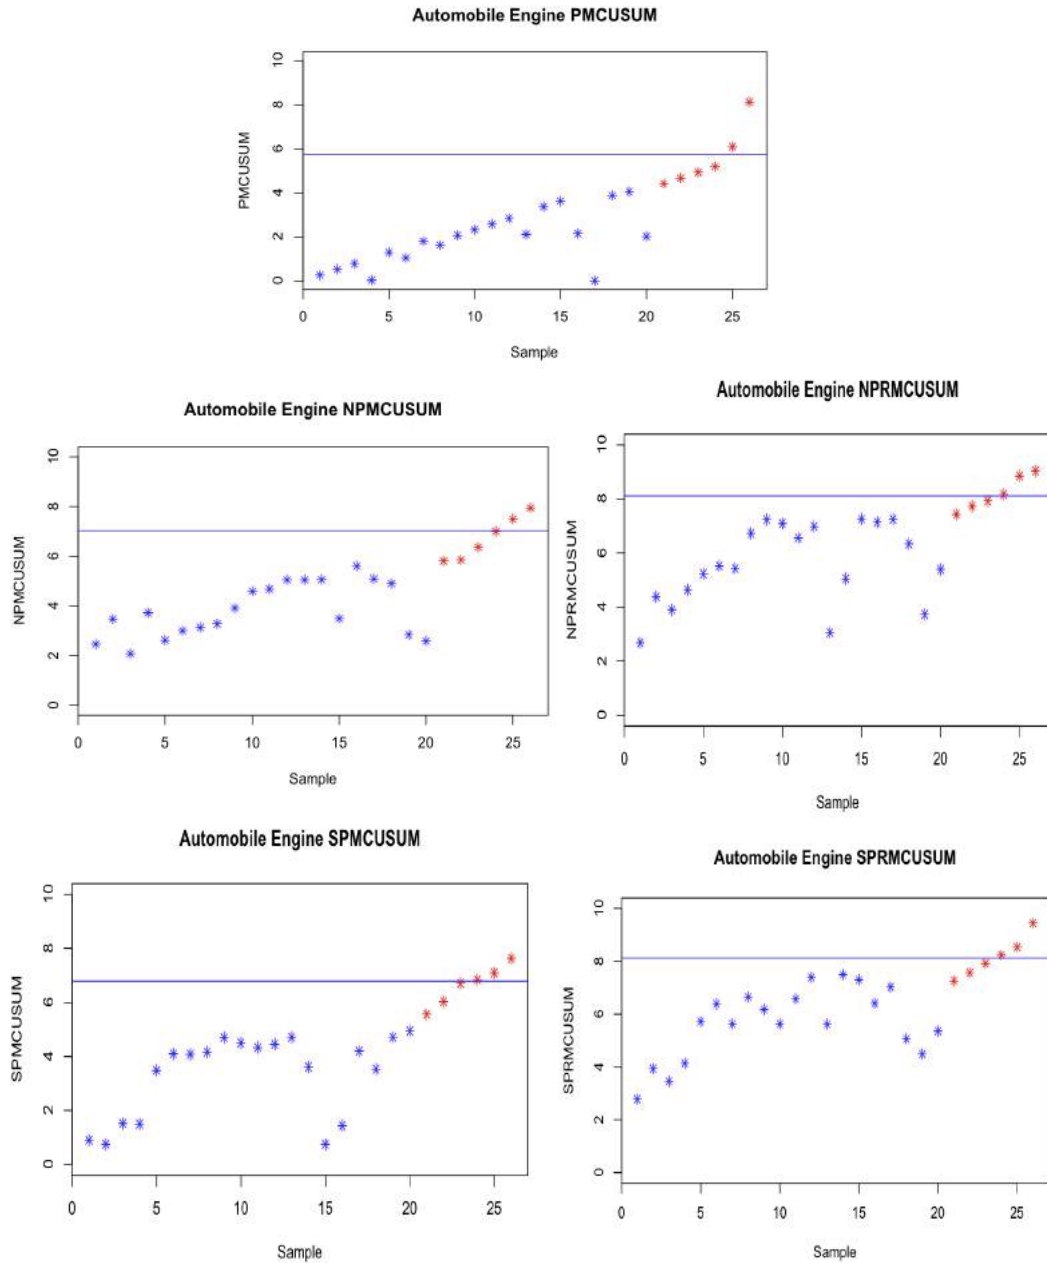 Automobile Engine PMCUSUM
10
8
6
4
2
0
PMCUSUM
0 5 10 15 20 25
Sample
Automobile Engine NPMCUSUM
10
8
6
4
2
0
NPMCUSUM
0 5 10 15 20 25
Sample
Automobile Engine NPRMCUSUM
10
8
6
4
2
0
NPRMCUSUM
0 5 10 15 20 25
Sample
Automobile Engine SPMCUSUM
10
8
6
4
2
0
SPMCUSUM
0 5 10 15 20 25
Sample
Automobile Engine SPRMCUSUM
10
8
6
4
2
0
SPRMCUSUM
0 5 10 15 20 25
Sample